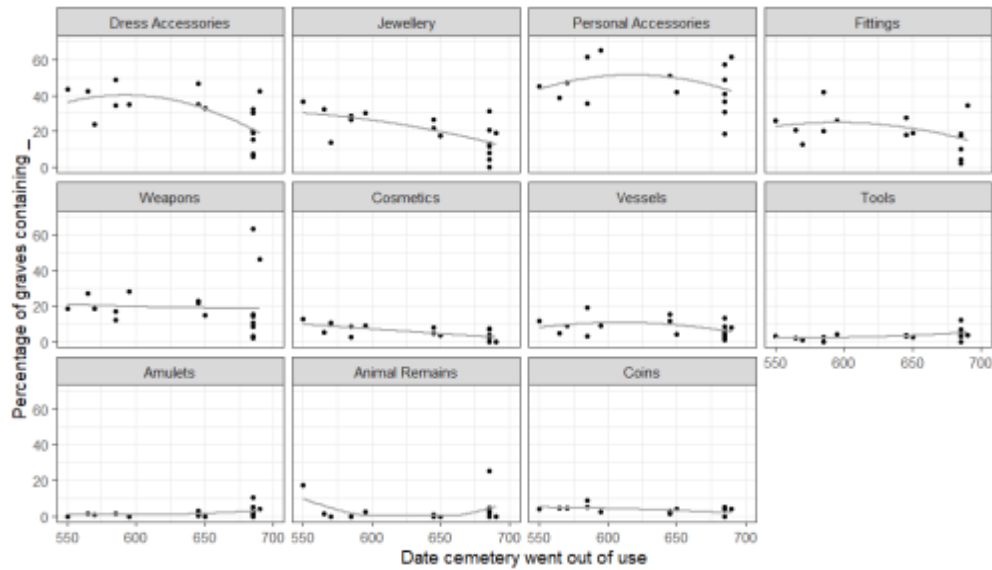 Dress Accessories
Jewellery
Personal Accessories
Fittings
60
40
20
0
Weapons
Cosmetics
Vessels
Tools
60
40
20
0
550
600
650
700
Amulets
Animal Remains
Coins
60
40
20
0
550
600
650
700
550
600
650
700
550
600
650
700
Percentage of graves containing _
Date cemetery went out of use